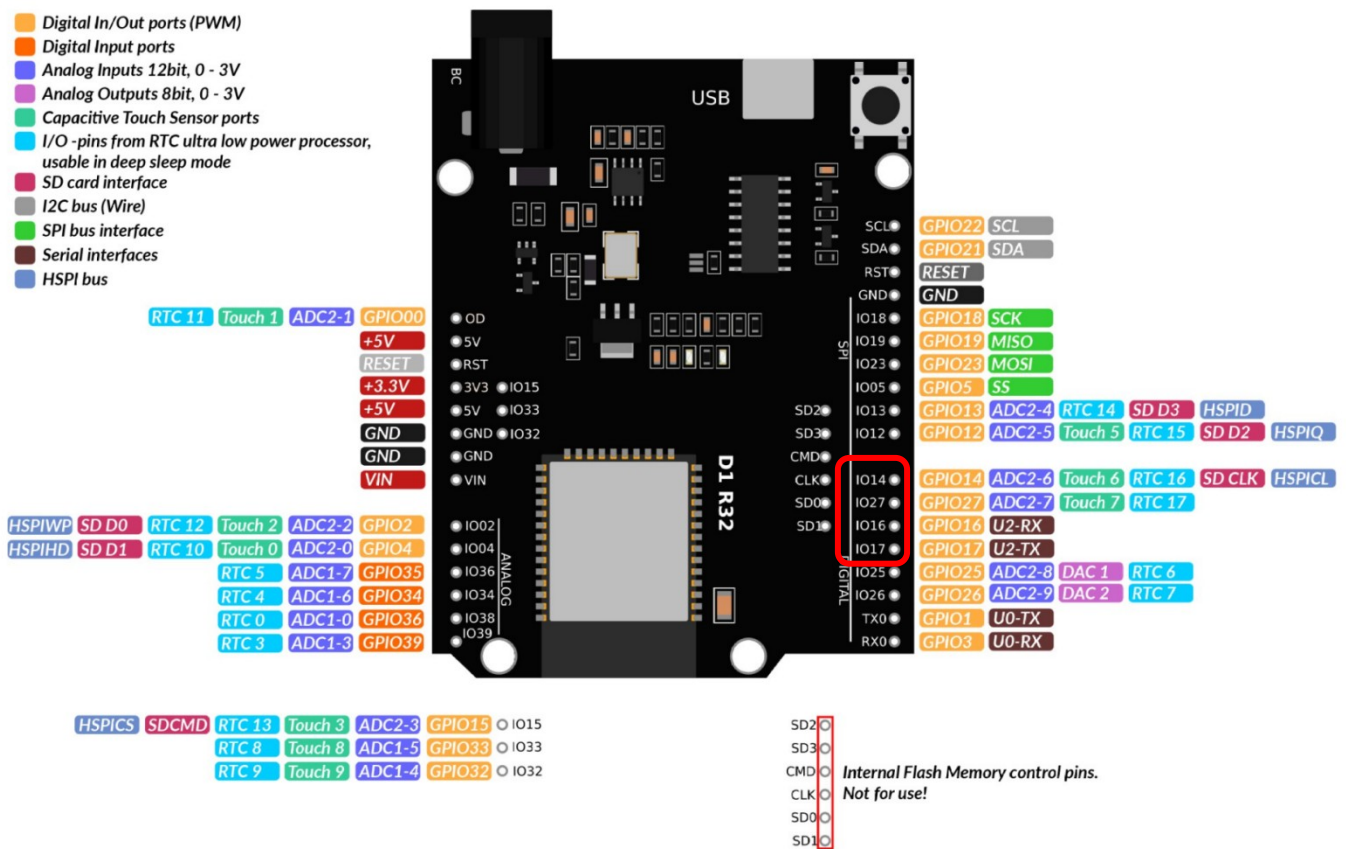 Digital In/Out ports (PWM)
Digital Input ports
Analog Inputs 12bit, 0 - 3V
Analog Outputs 8bit, 0 - 3V
Capacitive Touch Sensor ports
I/O -pins from RTC ultra low power processor,
usable in deep sleep mode
SD card interface
I2C bus (Wire)
SPI bus interface
Serial interfaces
HSPI bus
BC
USB
RTC 11 Touch 1 ADC2-1 GPIO00 OD
+5V 5V
RESET RST
+3.3V 3V3 IO15
+5V 5V IO33
GND GND IO32
GND GND
VIN VIN
HSPIWP SD D0 RTC 12 Touch 2 ADC2-2 GPIO2 IO02
HSPIHD SD D1 RTC 10 Touch 0 ADC2-0 GPIO4 IO04
RTC 5 ADC1-7 GPIO35 IO36
RTC 4 ADC1-6 GPIO34 IO34
RTC 0 ADC1-0 GPIO36 IO38
RTC 3 ADC1-3 GPIO39 IO39
ANALOG
D1 R32
SCL GPIO22 SCL
SDA GPIO21 SDA
RST RESET
GND GND
IO18 GPIO18 SCK
IO19 GPIO19 MISO
IO23 GPIO23 MOSI
IO05 GPIO5 SS
SD2 IO13 GPIO13 ADC2-4 RTC 14 SD D3 HSPID
SD3 IO12 GPIO12 ADC2-5 Touch 5 RTC 15 SD D2 HSPIQ
CMD
CLK IO14 GPIO14 ADC2-6 Touch 6 RTC 16 SD CLK HSPICL
SD0 IO27 GPIO27 ADC2-7 Touch 7 RTC 17
IO16 GPIO16 U2-RX
SD1 IO17 GPIO17 U2-TX
IO25 GPIO25 ADC2-8 DAC 1 RTC 6
IO26 GPIO26 ADC2-9 DAC 2 RTC 7
TX0 GPIO1 U0-TX
RX0 GPIO3 U0-RX
SPI
DIGITAL
HSPICS SDCMD RTC 13 Touch 3 ADC2-3 GPIO15 IO15
RTC 8 Touch 8 ADC1-5 GPIO33 IO33
RTC 9 Touch 9 ADC1-4 GPIO32 IO32
SD2
SD3
CMD
CLK
SD0
SD1
Internal Flash Memory control pins.
Not for use!